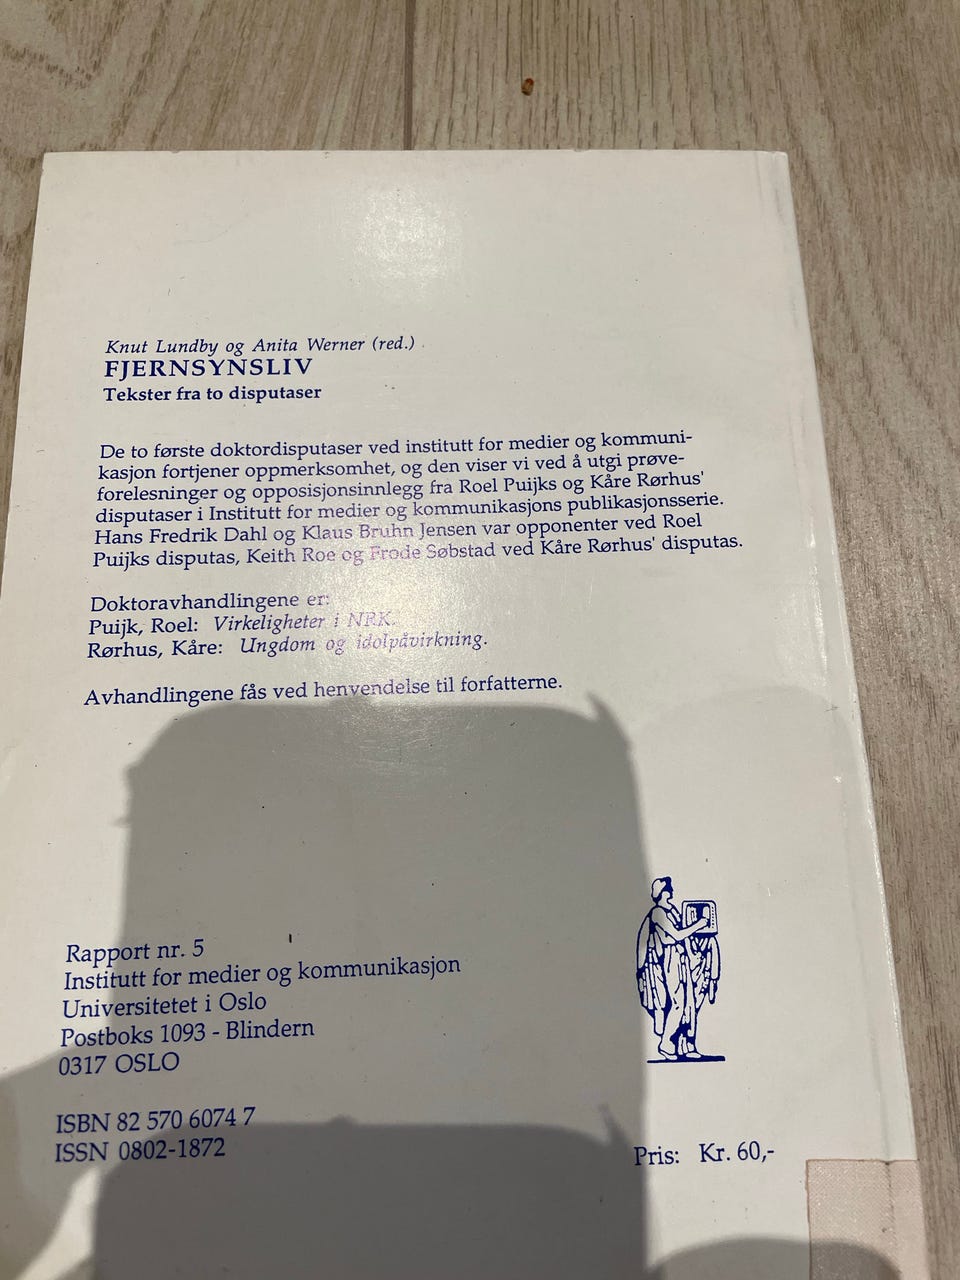 Knut Lundby og Anita Werner (red.)
FJERNSYNSLIV
Tekster fra to disputaser
De to første doktordisputaser ved institutt for medier og kommuni-
kasjon fortjener oppmerksomhet, og den viser vi ved å utgi prøve-
forelesninger og opposisjonsinnlegg fra Roel Puijks og Kåre Rørhus'
disputaser i Institutt for medier og kommunikasjons publikasjonsserie.
Hans Fredrik Dahl og Klaus Bruhn Jensen var opponenter ved Roel
Puijks disputas, Keith Roe og Frode Søbstad ved Kåre Rørhus' disputas.
Doktoravhandlingene er:
Puijk, Roel: Virkeligheter i NRK.
Rørhus, Kåre: Ungdom og idolpåvirkning.
Avhandlingene fås ved henvendelse til forfatterne.
Rapport nr. 5
Institutt for medier og kommunikasjon
Universitetet i Oslo
Postboks 1093 - Blindern
0317 OSLO
ISBN 82 570 6074 7
ISSN 0802-1872
Pris: Kr. 60,-